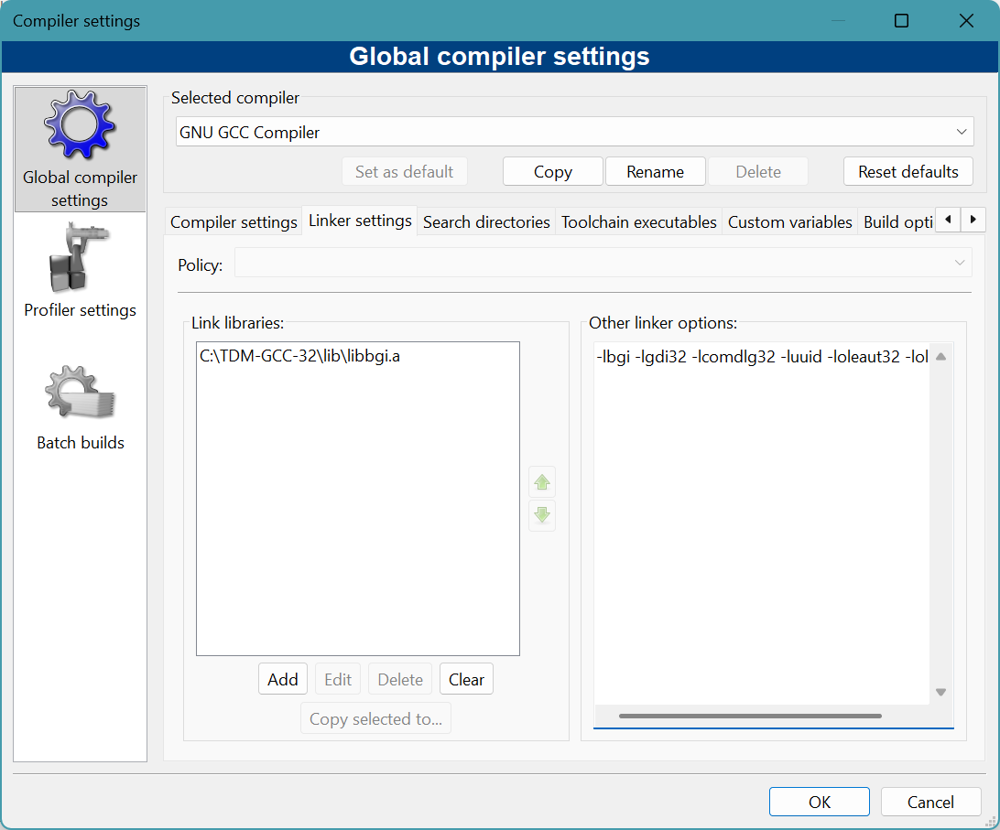 Compiler settings
Global compiler settings
Global compiler
settings
Profiler settings
Batch builds
Selected compiler
GNU GCC Compiler
Set as default
Copy
Rename
Delete
Reset defaults
Compiler settings
Linker settings
Search directories
Toolchain executables
Custom variables
Build opti
Policy:
Link libraries:
C:\TDM-GCC-32\lib\libbgi.a
Add
Edit
Delete
Clear
Copy selected to...
Other linker options:
-lbgi -lgdi32 -lcomdlg32 -luuid -loleaut32 -lol
OK
Cancel